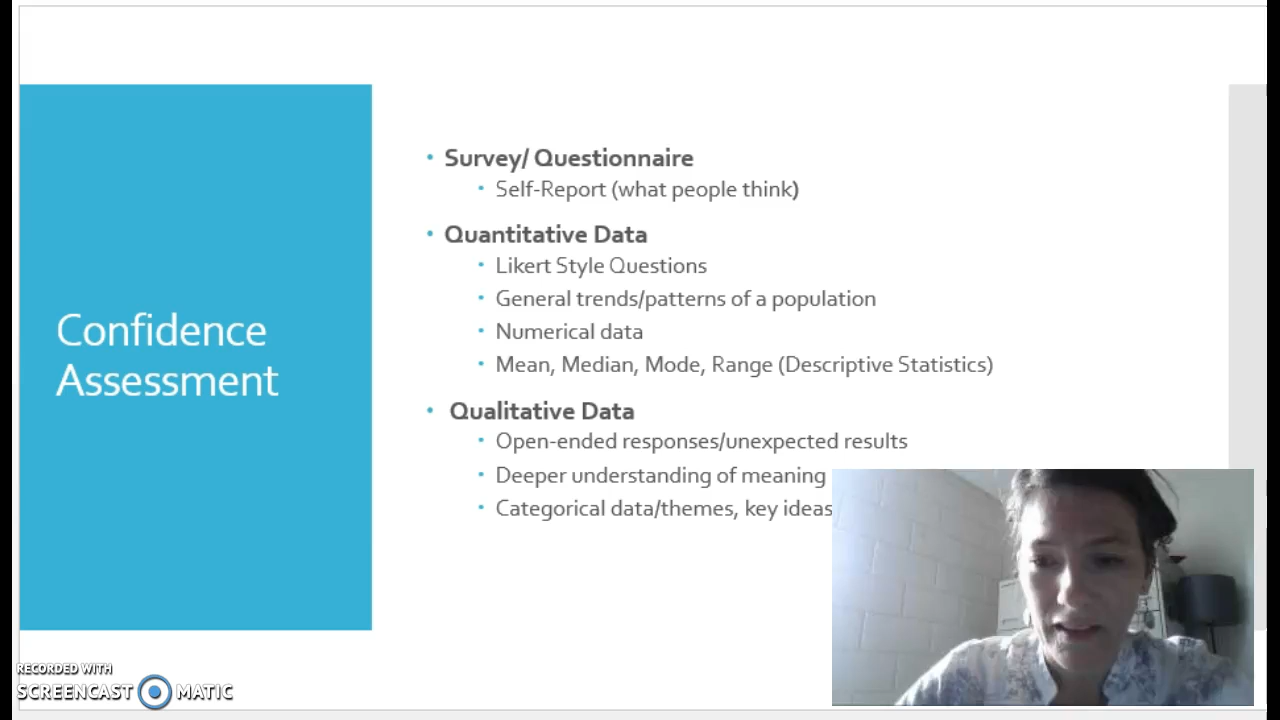 Confidence
Assessment
Survey/ Questionnaire
Self-Report (what people think)
Quantitative Data
Likert Style Questions
General trends/patterns of a population
Numerical data
Mean, Median, Mode, Range (Descriptive Statistics)
Qualitative Data
Open-ended responses/unexpected results
Deeper understanding of meaning
Categorical data/themes, key ideas
RECORDED WITH
SCREENCAST MATIC